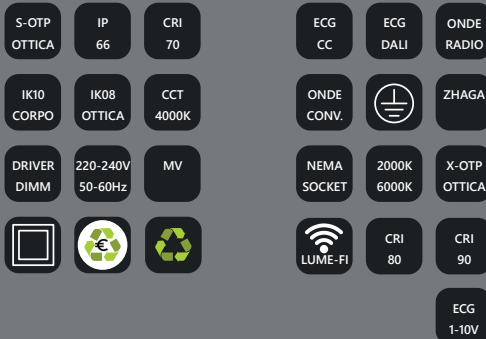 S-OTP
OTTICA
IP
66
CRI
70
ECG
CC
ECG
DALI
ONDE
RADIO
IK10
CORPO
IK08
OTTICA
CCT
4000K
ONDE
CONV.
ZHAGA
DRIVER
DIMM
220-240V
50-60Hz
MV
NEMA
SOCKET
2000K
6000K
X-OTP
OTTICA
€
LUME-FI
CRI
80
CRI
90
ECG
1-10V